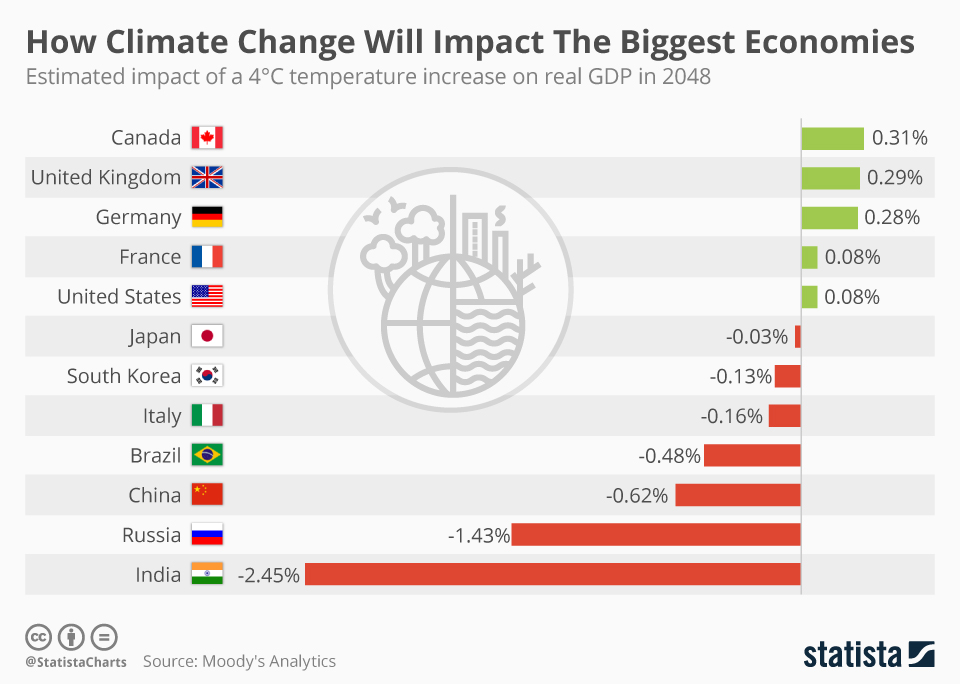 How Climate Change Will Impact The Biggest Economies
Estimated impact of a 4°C temperature increase on real GDP in 2048
Canada 0.31%
United Kingdom 0.29%
Germany 0.28%
France 0.08%
United States 0.08%
Japan -0.03%
South Korea -0.13%
Italy -0.16%
Brazil -0.48%
China -0.62%
Russia -1.43%
India -2.45%
cc
@StatistaCharts Source: Moody's Analytics
statista